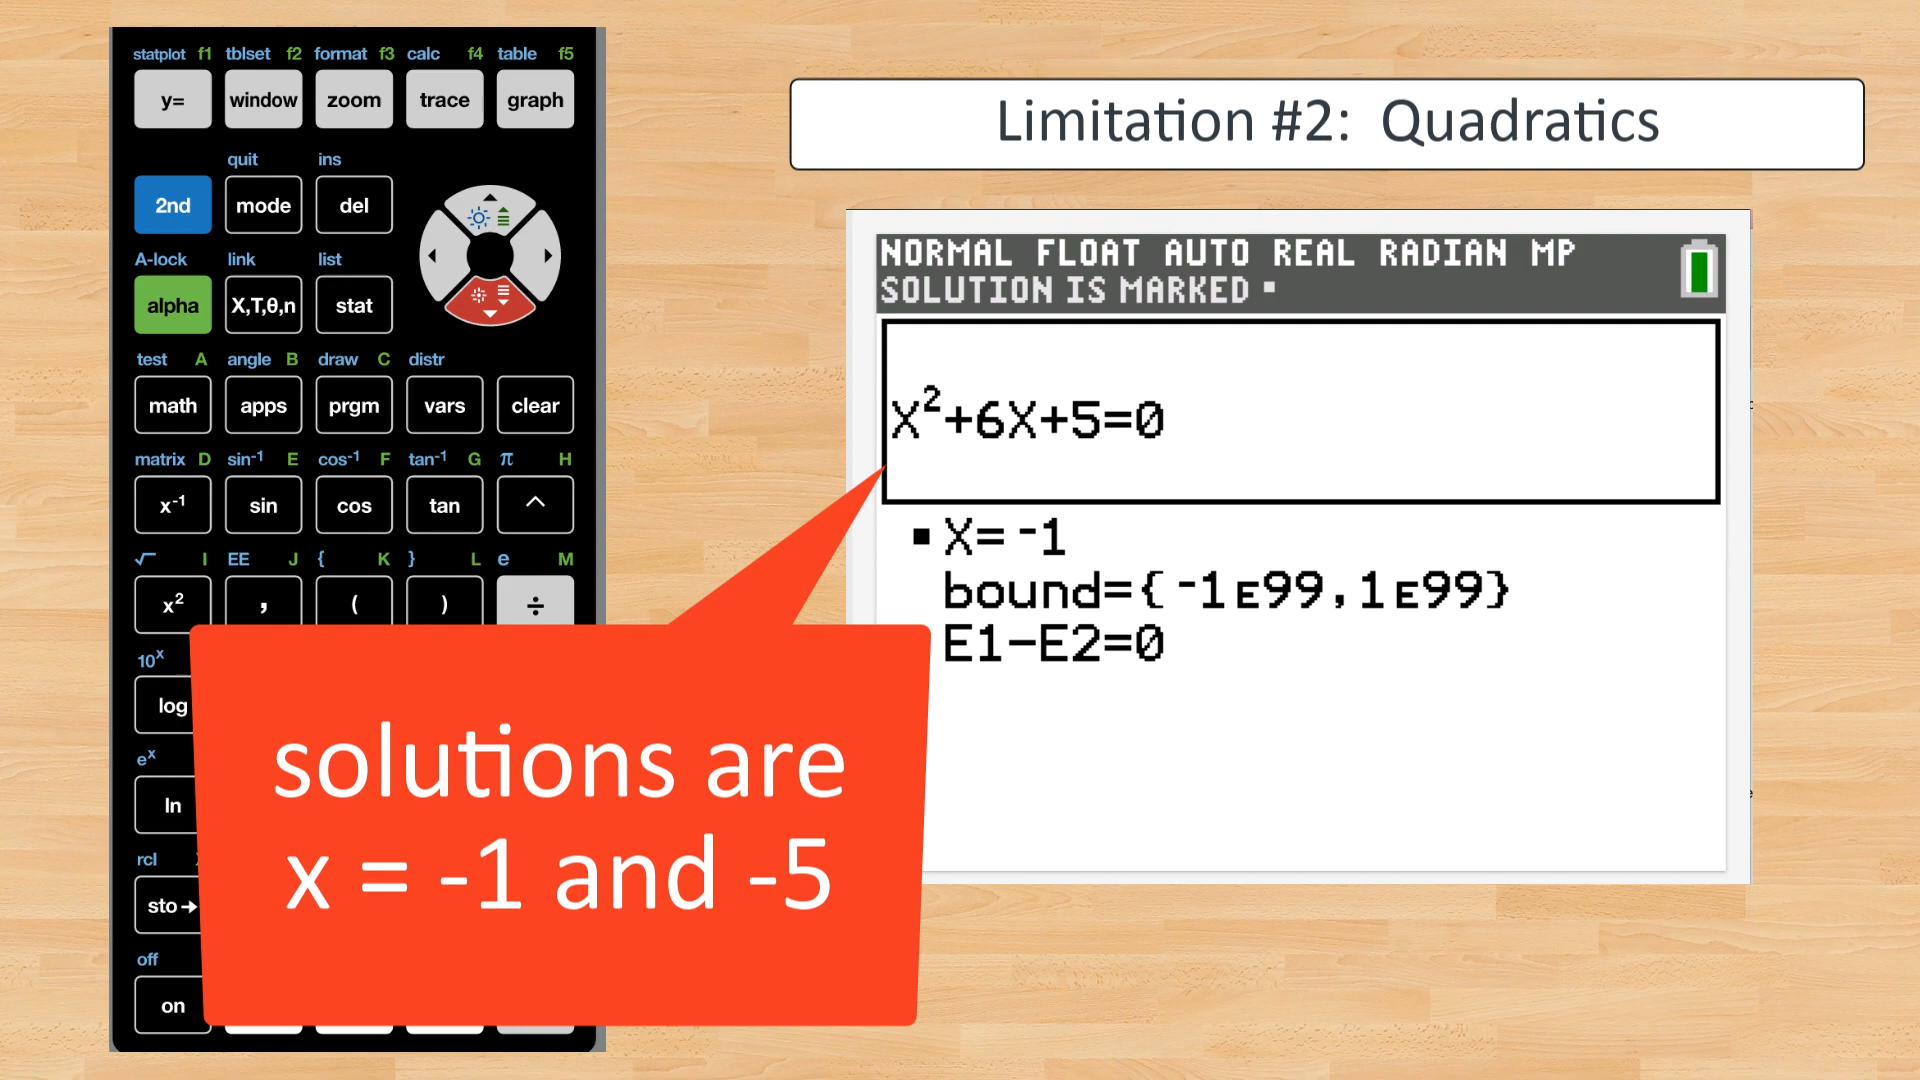 statplot f1 tblset f2 format f3 calc f4 table f5
y= window zoom trace graph
quit ins
2nd mode del
A-lock link list
alpha X,T,θ,n stat
test A angle B draw C distr
math apps prgm vars clear
matrix D sin⁻¹ E cos⁻¹ F tan⁻¹ G π H
x⁻¹ sin cos tan ^
√ I EE J { K } L e M
x² , ( ) ÷
10ˣ
log
eˣ
ln
rcl
sto→
off
on
Limitation #2: Quadratics
NORMAL FLOAT AUTO REAL RADIAN MP
SOLUTION IS MARKED ▪
X²+6X+5=0
▪X=-1
bound={-1E99,1E99}
E1-E2=0
solutions are
x = -1 and -5